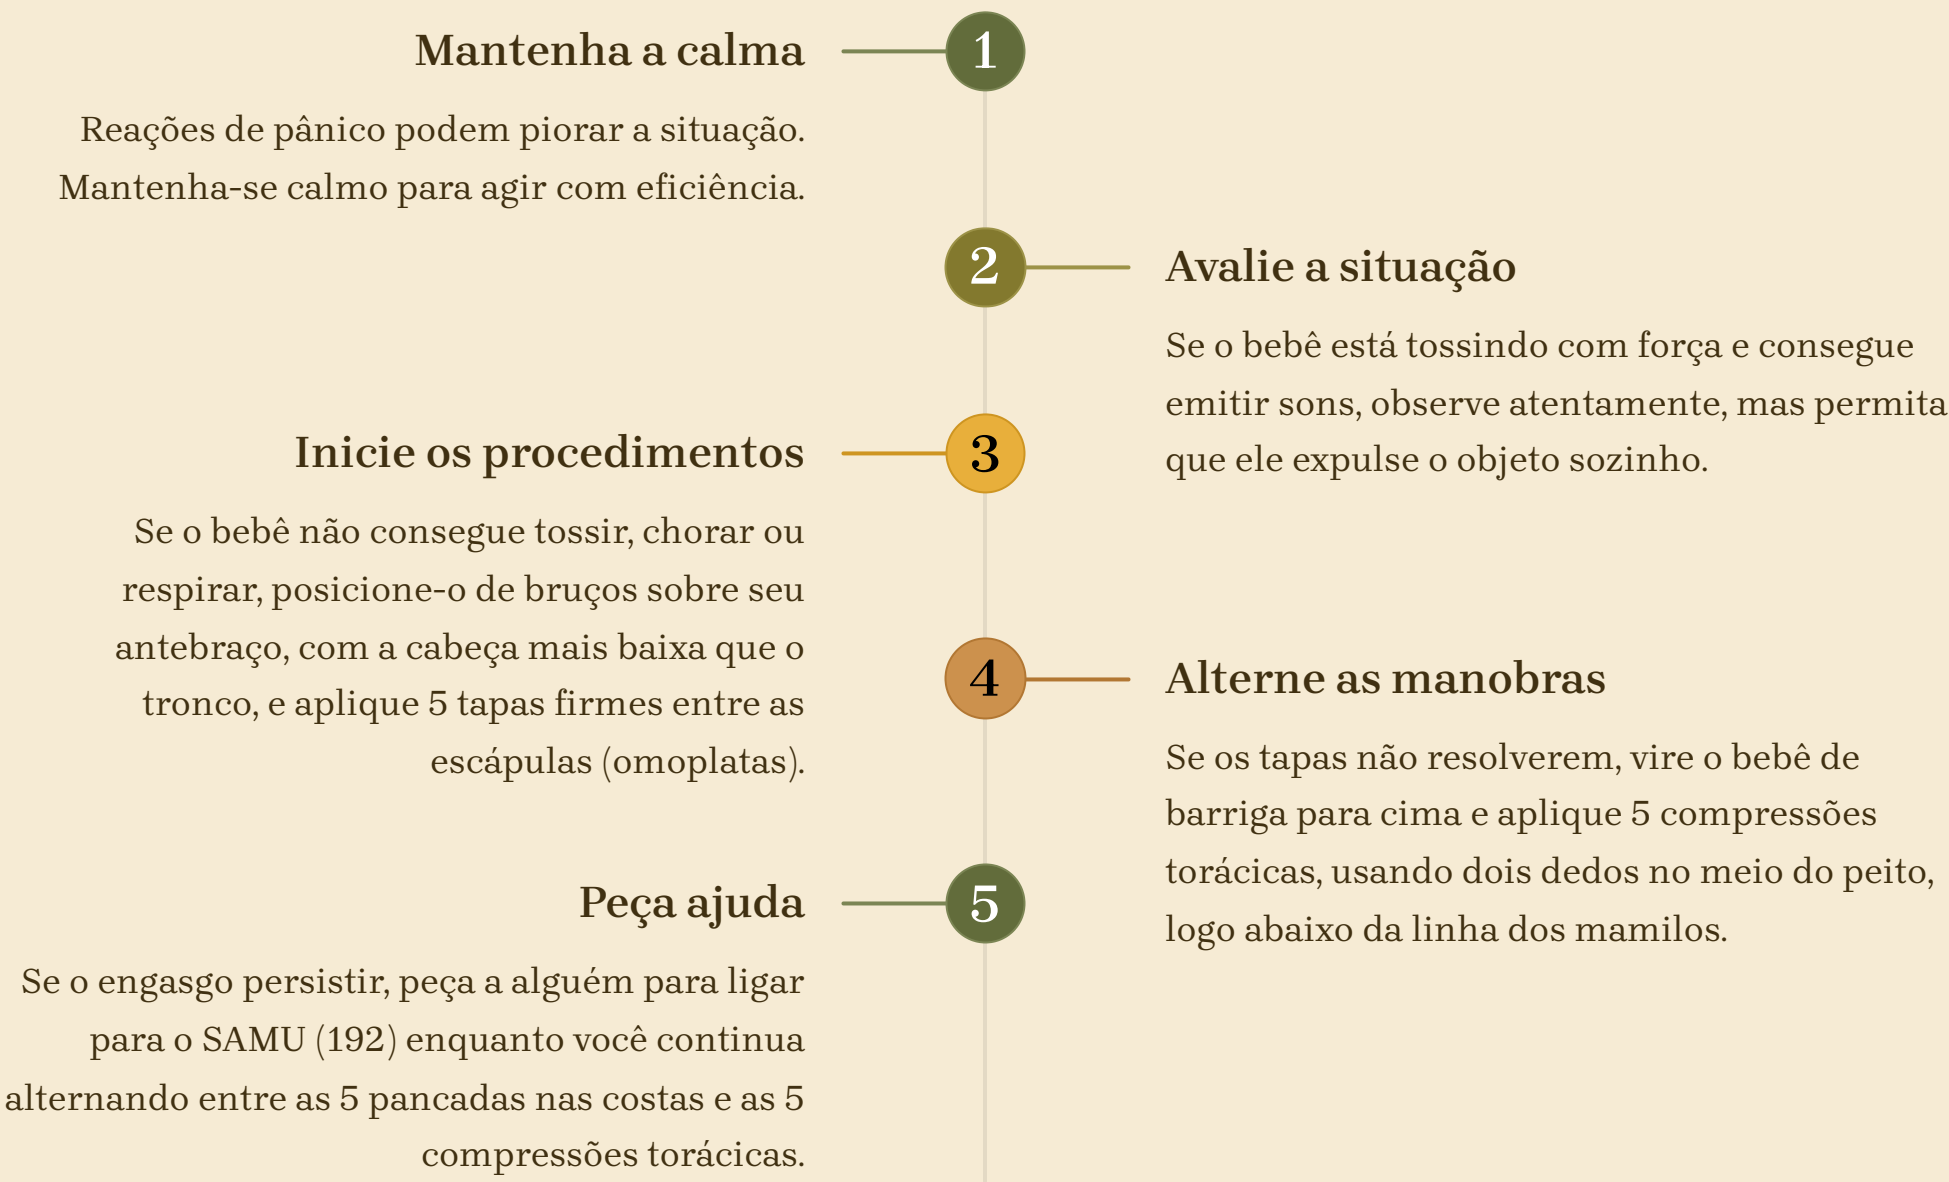 1
Mantenha a calma
Reações de pânico podem piorar a situação.
Mantenha-se calmo para agir com eficiência.
2
Avalie a situação
Se o bebê está tossindo com força e consegue
emitir sons, observe atentamente, mas permita
que ele expulse o objeto sozinho.
3
Inicie os procedimentos
Se o bebê não consegue tossir, chorar ou
respirar, posicione-o de bruços sobre seu
antebraço, com a cabeça mais baixa que o
tronco, e aplique 5 tapas firmes entre as
escápulas (omoplatas).
4
Alterne as manobras
Se os tapas não resolverem, vire o bebê de
barriga para cima e aplique 5 compressões
torácicas, usando dois dedos no meio do peito,
logo abaixo da linha dos mamilos.
5
Peça ajuda
Se o engasgo persistir, peça a alguém para ligar
para o SAMU (192) enquanto você continua
alternando entre as 5 pancadas nas costas e as 5
compressões torácicas.